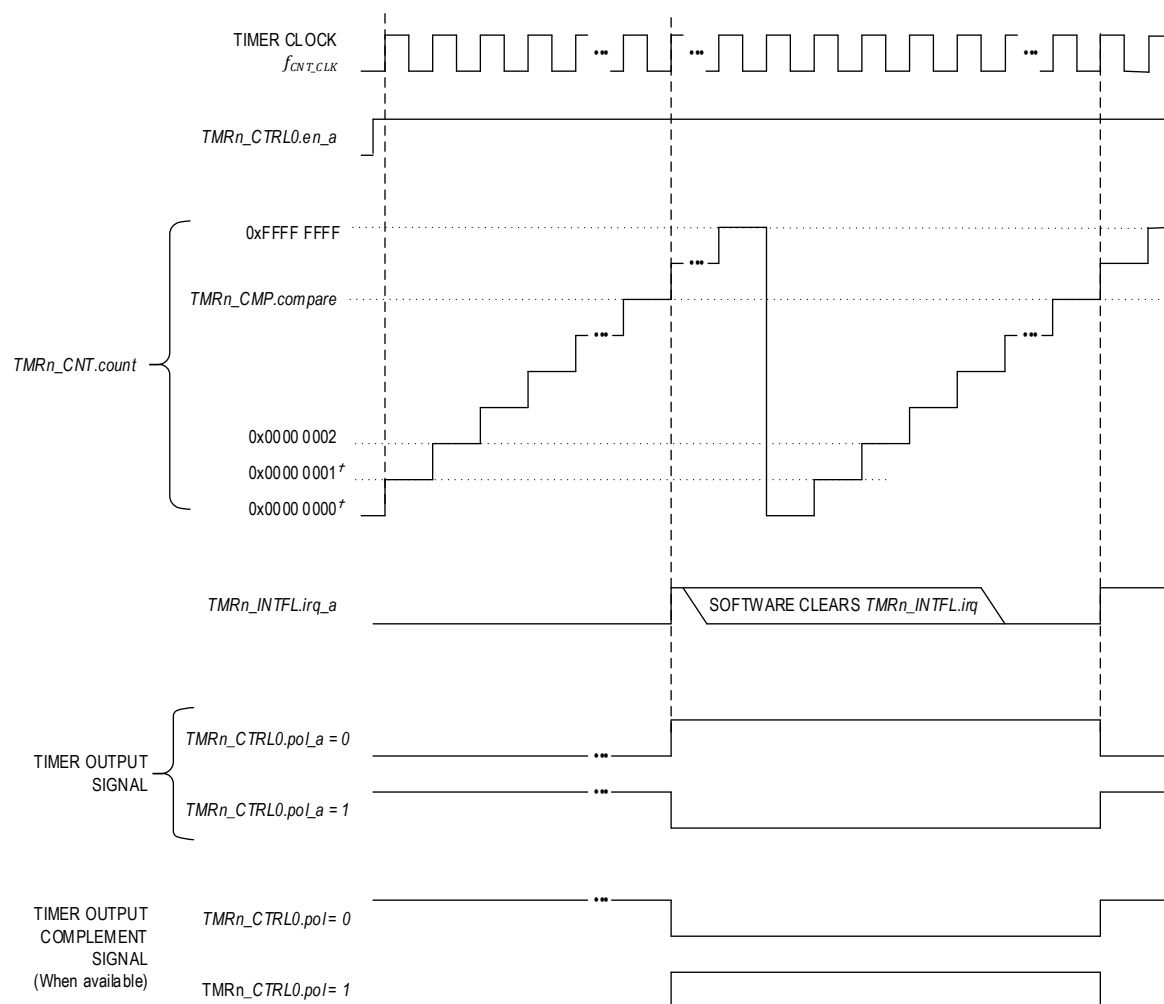 TIMER CLOCK
fCNT_CLK
TMRn_CTRL0.en_a
0xFFFF FFFF
TMRn_CMP.compare
TMRn_CNT.count
0x0000 0002
0x0000 0001†
0x0000 0000†
TMRn_INTFL.irq_a
SOFTWARE CLEARS TMRn_INTFL.irq
TMRn_CTRL0.pol_a = 0
TIMER OUTPUT
SIGNAL
TMRn_CTRL0.pol_a = 1
TIMER OUTPUT
COMPLEMENT
SIGNAL
(When available)
TMRn_CTRL0.pol = 0
TMRn_CTRL0.pol = 1